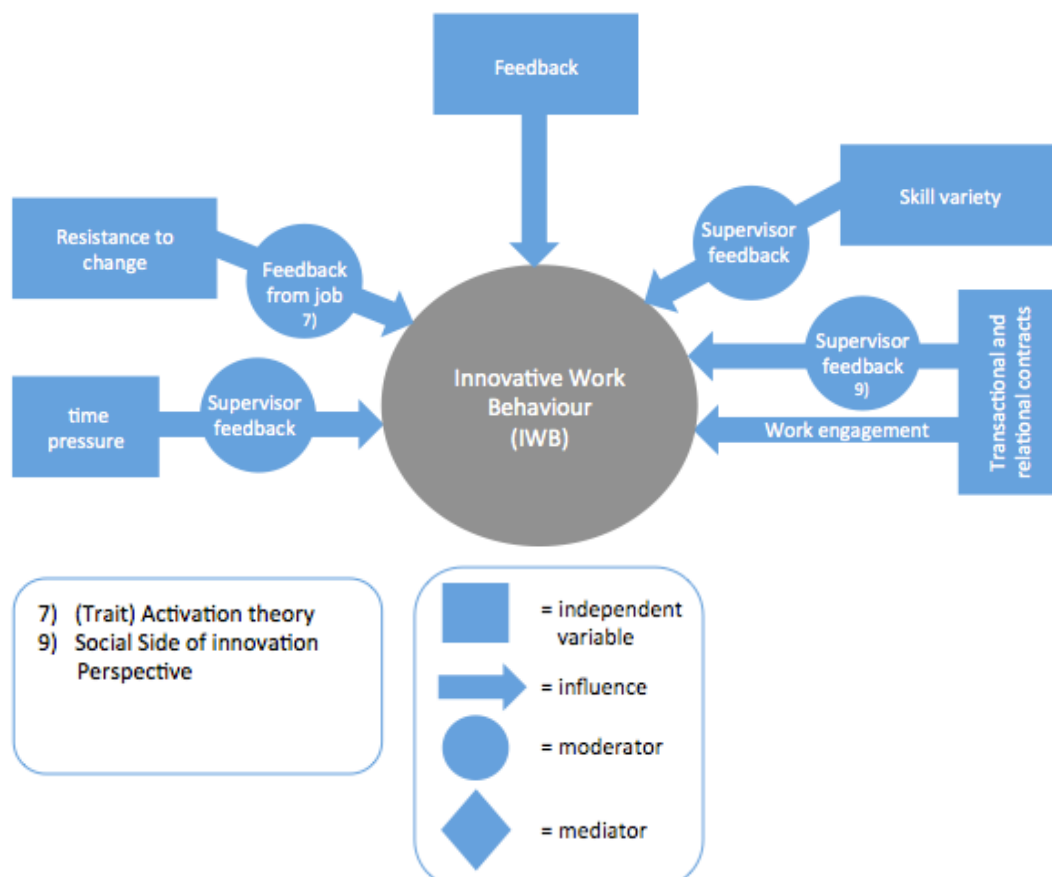 Feedback
Skill variety
Supervisor
feedback
Resistance to
change
Feedback
from job
7)
Transactional and
relational contracts
Supervisor
feedback
9)
Innovative Work
Behaviour
(IWB)
time
pressure
Supervisor
feedback
Work engagement
7) (Trait) Activation theory
9) Social Side of innovation
Perspective
= independent
variable
= influence
= moderator
= mediator